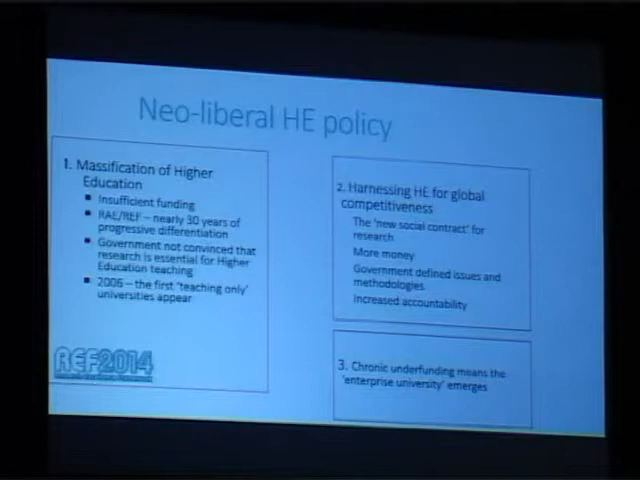 Neo-liberal HE policy
1. Massification of Higher
Education
▪ Insufficient funding
▪ RAE/REF – nearly 30 years of
progressive differentiation
▪ Government not convinced that
research is essential for Higher
Education teaching
▪ 2006 – the first 'teaching only'
universities appear
REF2014
2. Harnessing HE for global
competitiveness
The 'new social contract' for
research
More money
Government defined issues and
methodologies
Increased accountability
3. Chronic underfunding means the
'enterprise university' emerges